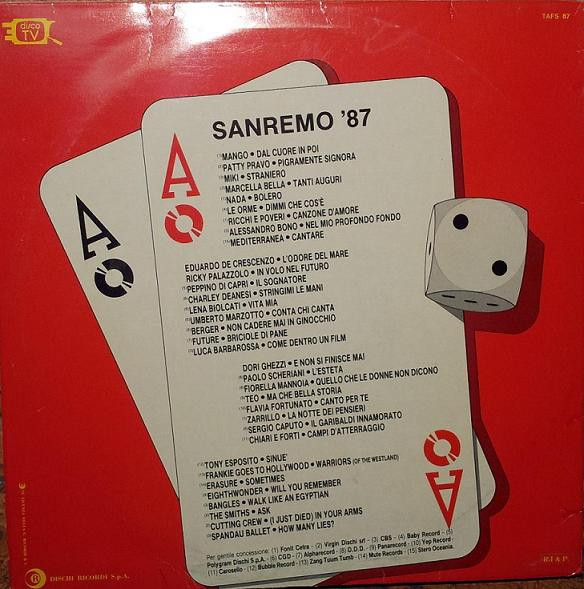 disco
TV
TAFS 87
A
SANREMO '87
MANGO • DAL CUORE IN POI
PATTY PRAVO • PIGRAMENTE SIGNORA
MIKI • STRANIERO
MARCELLA BELLA • TANTI AUGURI
NADA • BOLERO
LE ORME • DIMMI CHE COS'È
RICCHI E POVERI • CANZONE D'AMORE
ALESSANDRO BONO • NEL MIO PROFONDO FONDO
MEDITERRANEA • CANTARE
A
EDUARDO DE CRESCENZO • L'ODORE DEL MARE
RICKY PALAZZOLO • IN VOLO NEL FUTURO
PEPPINO DI CAPRI • IL SOGNATORE
CHARLEY DEANESI • STRINGIMI LE MANI
LENA BIOLCATI • VITA MIA
UMBERTO MARZOTTO • CONTA CHI CANTA
BERGER • NON CADERE MAI IN GINOCCHIO
FUTURE • BRICIOLE DI PANE
LUCA BARBAROSSA • COME DENTRO UN FILM
DORI GHEZZI • E NON SI FINISCE MAI
PAOLO SCHERIANI • L'ESTETA
FIORELLA MANNOIA • QUELLO CHE LE DONNE NON DICONO
TEO • MA CHE BELLA STORIA
FLAVIA FORTUNATO • CANTO PER TE
ZARRILLO • LA NOTTE DEI PENSIERI
SERGIO CAPUTO • IL GARIBALDI INNAMORATO
CHIARI E FORTI • CAMPI D'ATTERRAGGIO
TONY ESPOSITO • SINUE'
FRANKIE GOES TO HOLLYWOOD • WARRIORS (OF THE WESTLAND)
ERASURE • SOMETIMES
EIGHTHWONDER • WILL YOU REMEMBER
BANGLES • WALK LIKE AN EGYPTIAN
THE SMITHS • ASK
CUTTING CREW • (I JUST DIED) IN YOUR ARMS
SPANDAU BALLET • HOW MANY LIES?
A
Per gentile concessione: (1) Fonit Cetra - (2) Virgin Dischi srl - (3) CBS - (4) Baby Record - (5)
Polygram Dischi S.p.A. - (6) CGD - (7) Alpharecord - (8) D.D.D. - (9) Panarecord - (10) Yep Record -
(11) Carosello - (12) Bubble Record - (13) Zang Tuum Tumb - (14) Mule Records - (15) Stero Oceania.
R DISCHI RICORDI S.p.A.